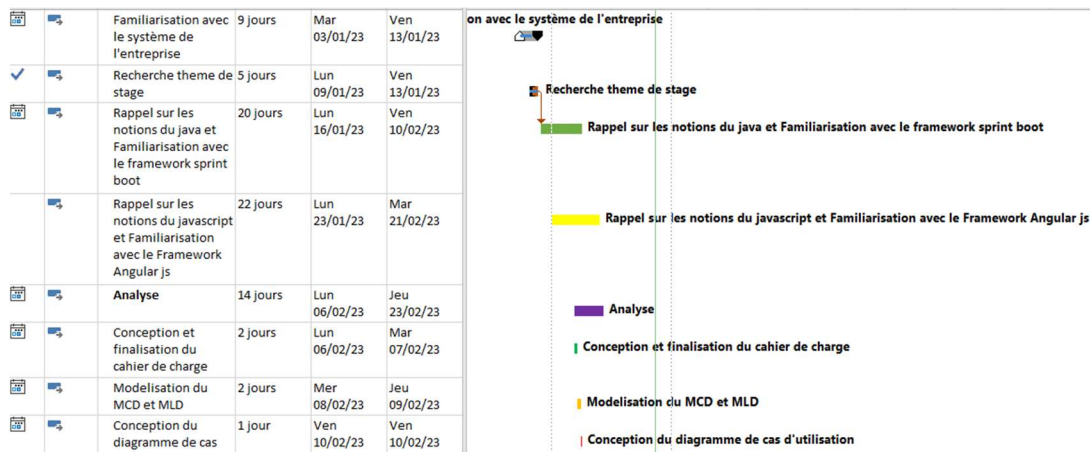 Familiarisation avec 9 jours Mar Ven on avec le système de l'entreprise
le système de 03/01/23 13/01/23
l'entreprise
Recherche theme de 5 jours Lun Ven Recherche theme de stage
stage 09/01/23 13/01/23
Rappel sur les 20 jours Lun Ven Rappel sur les notions du java et Familiarisation avec le framework sprint boot
notions du java et 16/01/23 10/02/23
Familiarisation avec
le framework sprint
boot
Rappel sur les 22 jours Lun Mar Rappel sur les notions du javascript et Familiarisation avec le Framework Angular js
notions du javascript 23/01/23 21/02/23
et Familiarisation
avec le Framework
Angular js
Analyse 14 jours Lun Jeu Analyse
06/02/23 23/02/23
Conception et 2 jours Lun Mar Conception et finalisation du cahier de charge
finalisation du 06/02/23 07/02/23
cahier de charge
Modelisation du 2 jours Mer Jeu Modelisation du MCD et MLD
MCD et MLD 08/02/23 09/02/23
Conception du 1 jour Ven Ven Conception du diagramme de cas d'utilisation
diagramme de cas 10/02/23 10/02/23